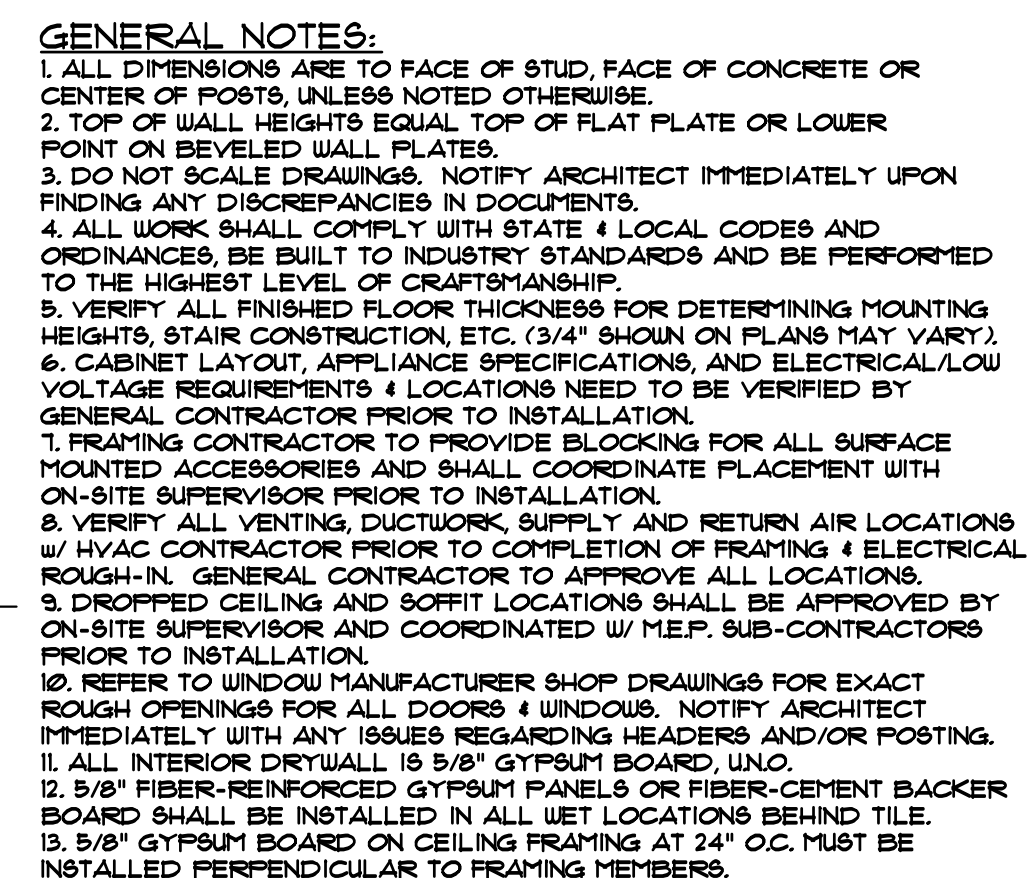 GENERAL NOTES:
1. ALL DIMENSIONS ARE TO FACE OF STUD, FACE OF CONCRETE OR
CENTER OF POSTS, UNLESS NOTED OTHERWISE.
2. TOP OF WALL HEIGHTS EQUAL TOP OF FLAT PLATE OR LOWER
POINT ON BEVELED WALL PLATES.
3. DO NOT SCALE DRAWINGS. NOTIFY ARCHITECT IMMEDIATELY UPON
FINDING ANY DISCREPANCIES IN DOCUMENTS.
4. ALL WORK SHALL COMPLY WITH STATE & LOCAL CODES AND
ORDINANCES, BE BUILT TO INDUSTRY STANDARDS AND BE PERFORMED
TO THE HIGHEST LEVEL OF CRAFTSMANSHIP.
5. VERIFY ALL FINISHED FLOOR THICKNESS FOR DETERMINING MOUNTING
HEIGHTS, STAIR CONSTRUCTION, ETC. (3/4" SHOWN ON PLANS MAY VARY).
6. CABINET LAYOUT, APPLIANCE SPECIFICATIONS, AND ELECTRICAL/LOW
VOLTAGE REQUIREMENTS & LOCATIONS NEED TO BE VERIFIED BY
GENERAL CONTRACTOR PRIOR TO INSTALLATION.
7. FRAMING CONTRACTOR TO PROVIDE BLOCKING FOR ALL SURFACE
MOUNTED ACCESSORIES AND SHALL COORDINATE PLACEMENT WITH
ON-SITE SUPERVISOR PRIOR TO INSTALLATION.
8. VERIFY ALL VENTING, DUCTWORK, SUPPLY AND RETURN AIR LOCATIONS
w/ HVAC CONTRACTOR PRIOR TO COMPLETION OF FRAMING & ELECTRICAL
ROUGH-IN. GENERAL CONTRACTOR TO APPROVE ALL LOCATIONS.
9. DROPPED CEILING AND SOFFIT LOCATIONS SHALL BE APPROVED BY
ON-SITE SUPERVISOR AND COORDINATED W/ M.E.P. SUB-CONTRACTORS
PRIOR TO INSTALLATION.
10. REFER TO WINDOW MANUFACTURER SHOP DRAWINGS FOR EXACT
ROUGH OPENINGS FOR ALL DOORS & WINDOWS. NOTIFY ARCHITECT
IMMEDIATELY WITH ANY ISSUES REGARDING HEADERS AND/OR POSTING.
11. ALL INTERIOR DRYWALL IS 5/8" GYPSUM BOARD, U.N.O.
12. 5/8" FIBER-REINFORCED GYPSUM PANELS OR FIBER-CEMENT BACKER
BOARD SHALL BE INSTALLED IN ALL WET LOCATIONS BEHIND TILE.
13. 5/8" GYPSUM BOARD ON CEILING FRAMING AT 24" O.C. MUST BE
INSTALLED PERPENDICULAR TO FRAMING MEMBERS.